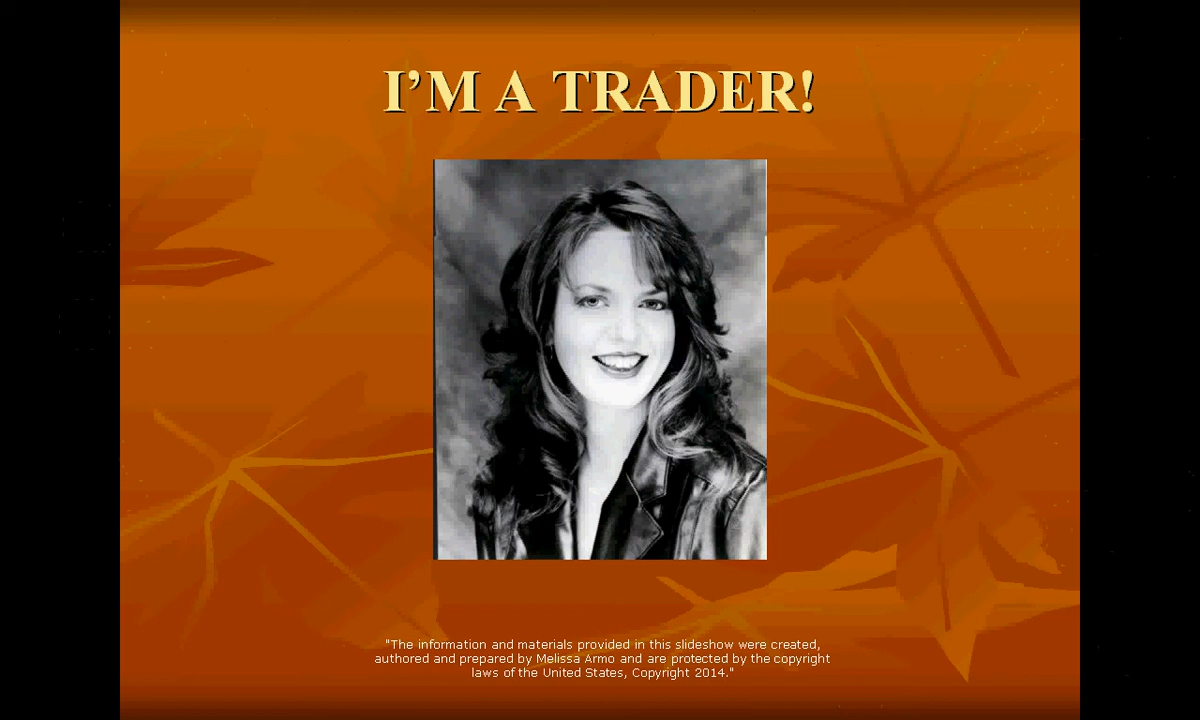 I’M A TRADER!
"The information and materials provided in this slideshow were created,
authored and prepared by Melissa Armo and are protected by the copyright
laws of the United States, Copyright 2014."